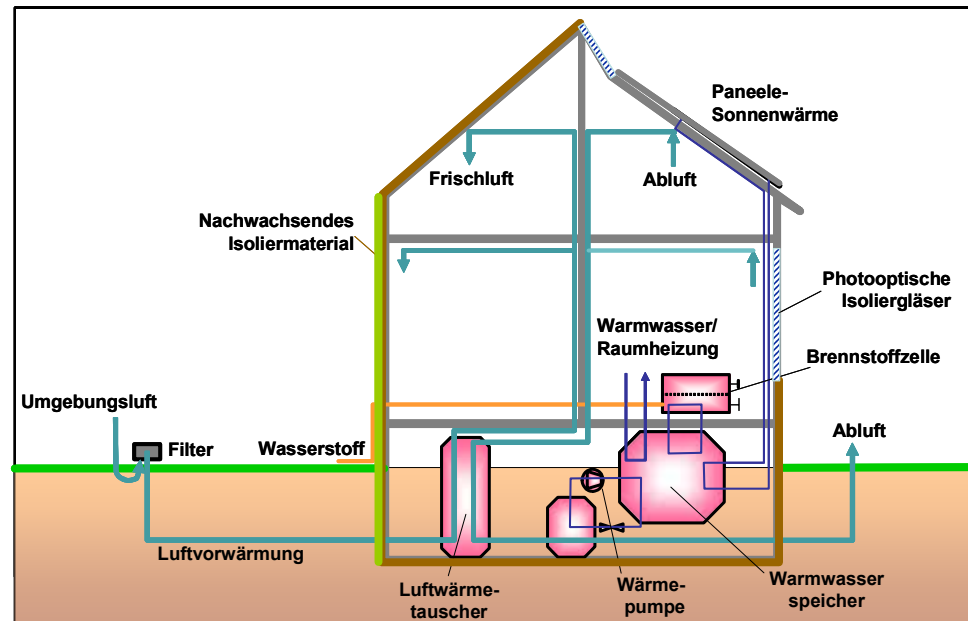 Paneele-
Sonnenwärme
Frischluft
Abluft
Nachwachsendes
Isoliermaterial
Photooptische
Isoliergläser
Warmwasser/
Raumheizung
Brennstoffzelle
Umgebungsluft
Abluft
Filter
Wasserstoff
Luftvorwärmung
Luftwärme-
tauscher
Wärme-
pumpe
Warmwasser
speicher